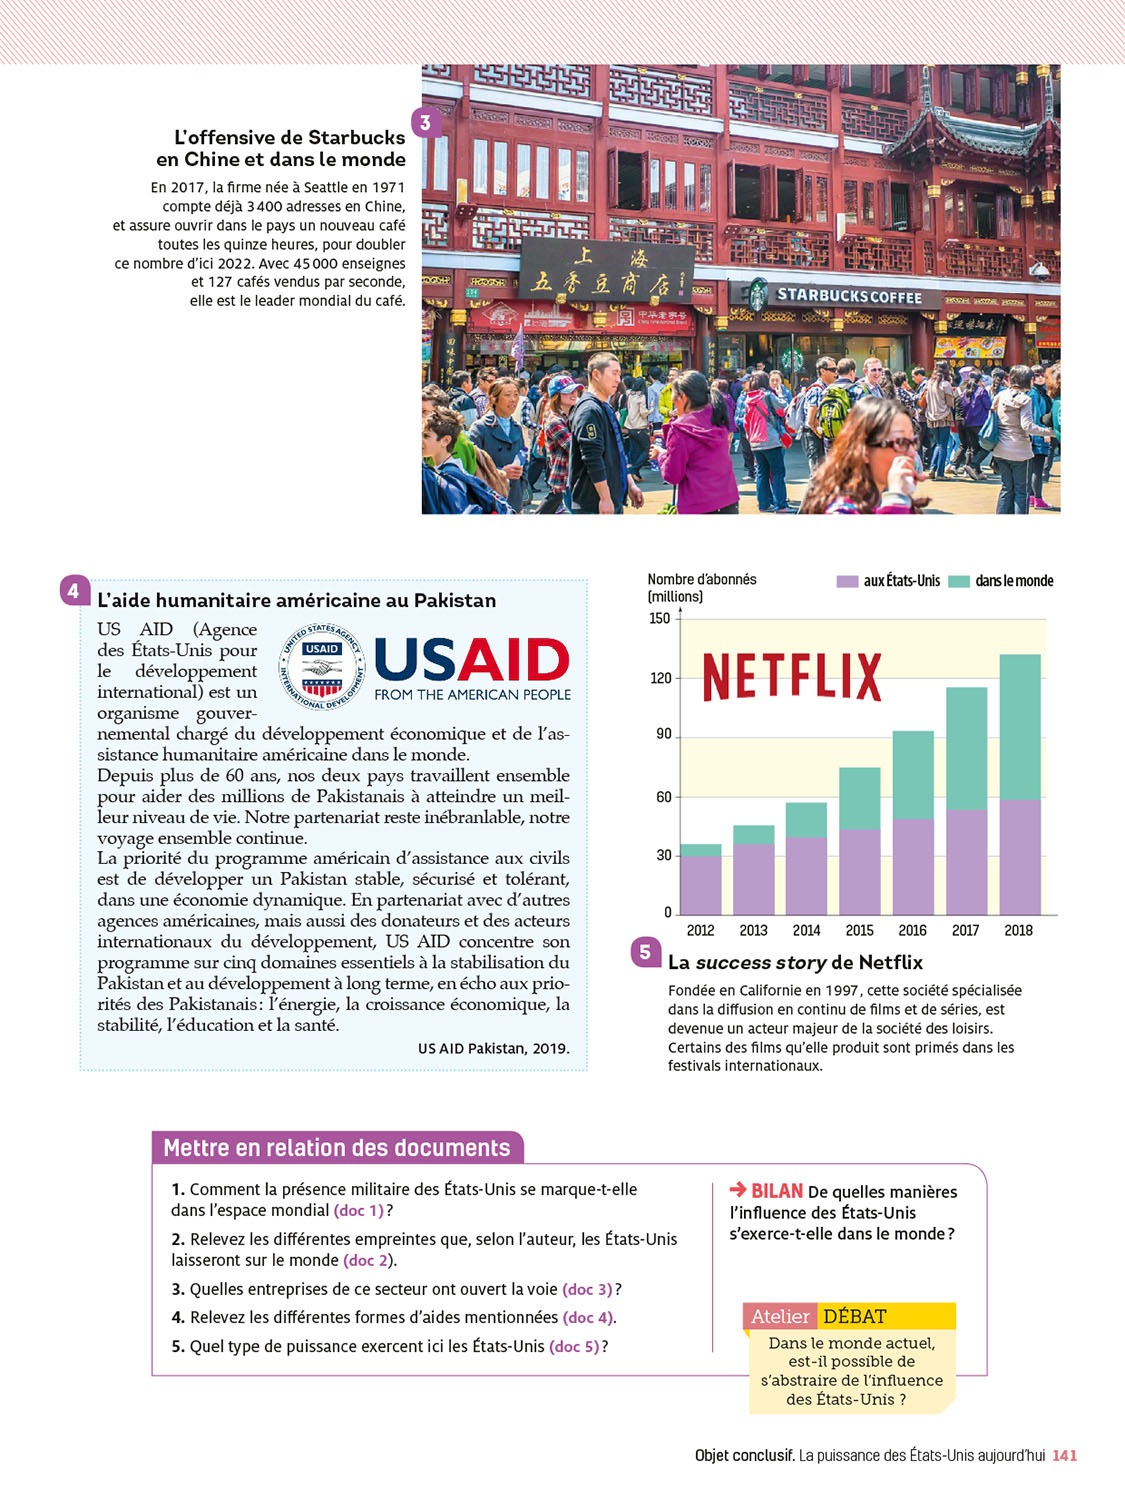 3
L'offensive de Starbucks
en Chine et dans le monde
En 2017, la firme née à Seattle en 1971
compte déjà 3 400 adresses en Chine,
et assure ouvrir dans le pays un nouveau café
toutes les quinze heures, pour doubler
ce nombre d'ici 2022. Avec 45 000 enseignes
et 127 cafés vendus par seconde,
elle est le leader mondial du café.
上海
五香豆商店
STARBUCKS COFFEE
中华老字号
4
L'aide humanitaire américaine au Pakistan
US AID (Agence
des États-Unis pour
le développement
international) est un
organisme gouver-
nemental chargé du développement économique et de l'as-
sistance humanitaire américaine dans le monde.
UNITED STATES AGENCY
USAID
INTERNATIONAL DEVELOPMENT
USAID
FROM THE AMERICAN PEOPLE
Depuis plus de 60 ans, nos deux pays travaillent ensemble
pour aider des millions de Pakistanais à atteindre un meil-
leur niveau de vie. Notre partenariat reste inébranlable, notre
voyage ensemble continue.
La priorité du programme américain d'assistance aux civils
est de développer un Pakistan stable, sécurisé et tolérant,
dans une économie dynamique. En partenariat avec d'autres
agences américaines, mais aussi des donateurs et des acteurs
internationaux du développement, US AID concentre son
programme sur cinq domaines essentiels à la stabilisation du
Pakistan et au développement à long terme, en écho aux prio-
rités des Pakistanais : l'énergie, la croissance économique, la
stabilité, l'éducation et la santé.
US AID Pakistan, 2019.
Nombre d'abonnés
(millions)
aux États-Unis
dans le monde
150
120
90
60
30
0
NETFLIX
2012 2013 2014 2015 2016 2017 2018
5
La success story de Netflix
Fondée en Californie en 1997, cette société spécialisée
dans la diffusion en continu de films et de séries, est
devenue un acteur majeur de la société des loisirs.
Certains des films qu'elle produit sont primés dans les
festivals internationaux.
Mettre en relation des documents
1. Comment la présence militaire des États-Unis se marque-t-elle
dans l'espace mondial (doc 1) ?
2. Relevez les différentes empreintes que, selon l'auteur, les États-Unis
laisseront sur le monde (doc 2).
3. Quelles entreprises de ce secteur ont ouvert la voie (doc 3) ?
4. Relevez les différentes formes d'aides mentionnées (doc 4).
5. Quel type de puissance exercent ici les États-Unis (doc 5) ?
→ BILAN De quelles manières
l'influence des États-Unis
s'exerce-t-elle dans le monde ?
Atelier DÉBAT
Dans le monde actuel,
est-il possible de
s'abstraire de l'influence
des États-Unis ?
Objet conclusif. La puissance des États-Unis aujourd'hui 141